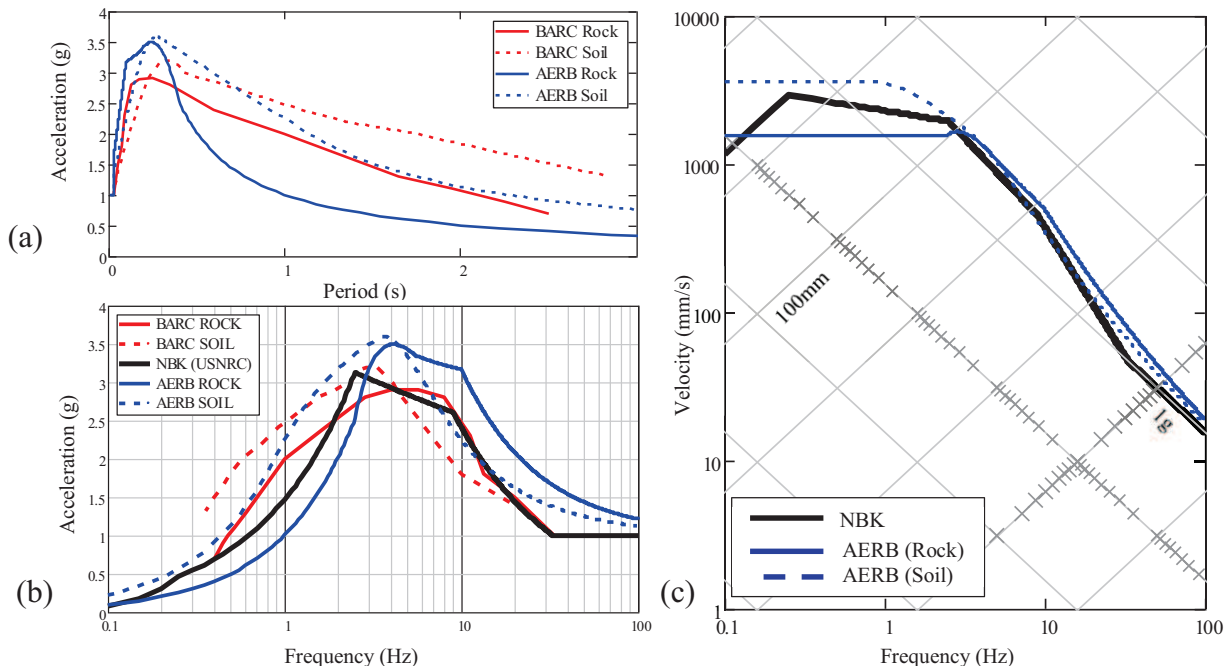 Acceleration (g)
4
3.5
3
2.5
2
1.5
1
0.5
0
0 1 2
Period (s)
BARC Rock
BARC Soil
AERB Rock
AERB Soil
(a)
Acceleration (g)
4
3.5
3
2.5
2
1.5
1
0.5
0
0.1 1 10 100
Frequency (Hz)
BARC ROCK
BARC SOIL
NBK (USNRC)
AERB ROCK
AERB SOIL
(b)
Velocity (mm/s)
10000
1000
100
10
1
0.1 1 10 100
Frequency (Hz)
100mm
1g
NBK
AERB (Rock)
AERB (Soil)
(c)